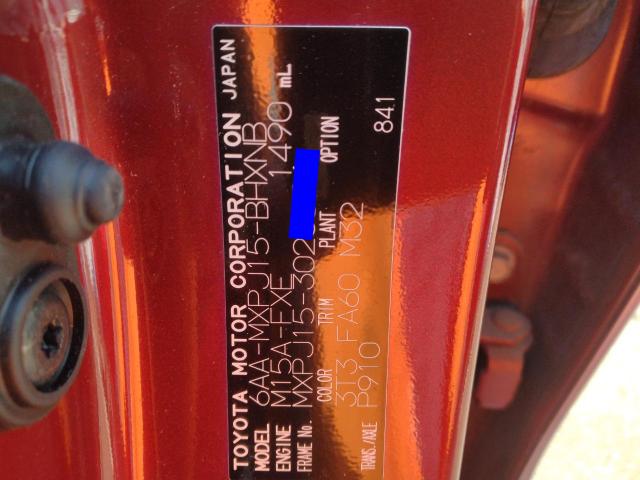 TOYOTA MOTOR CORPORATION JAPAN
MODEL 6AA-MXPJ15-BHXNB
ENGINE M15A-FXE 1490 mL
FRAME No. MXPJ15-302
COLOR TRIM PLANT OPTION
3T3 FA60 M32
TRANS./AXLE P910 841